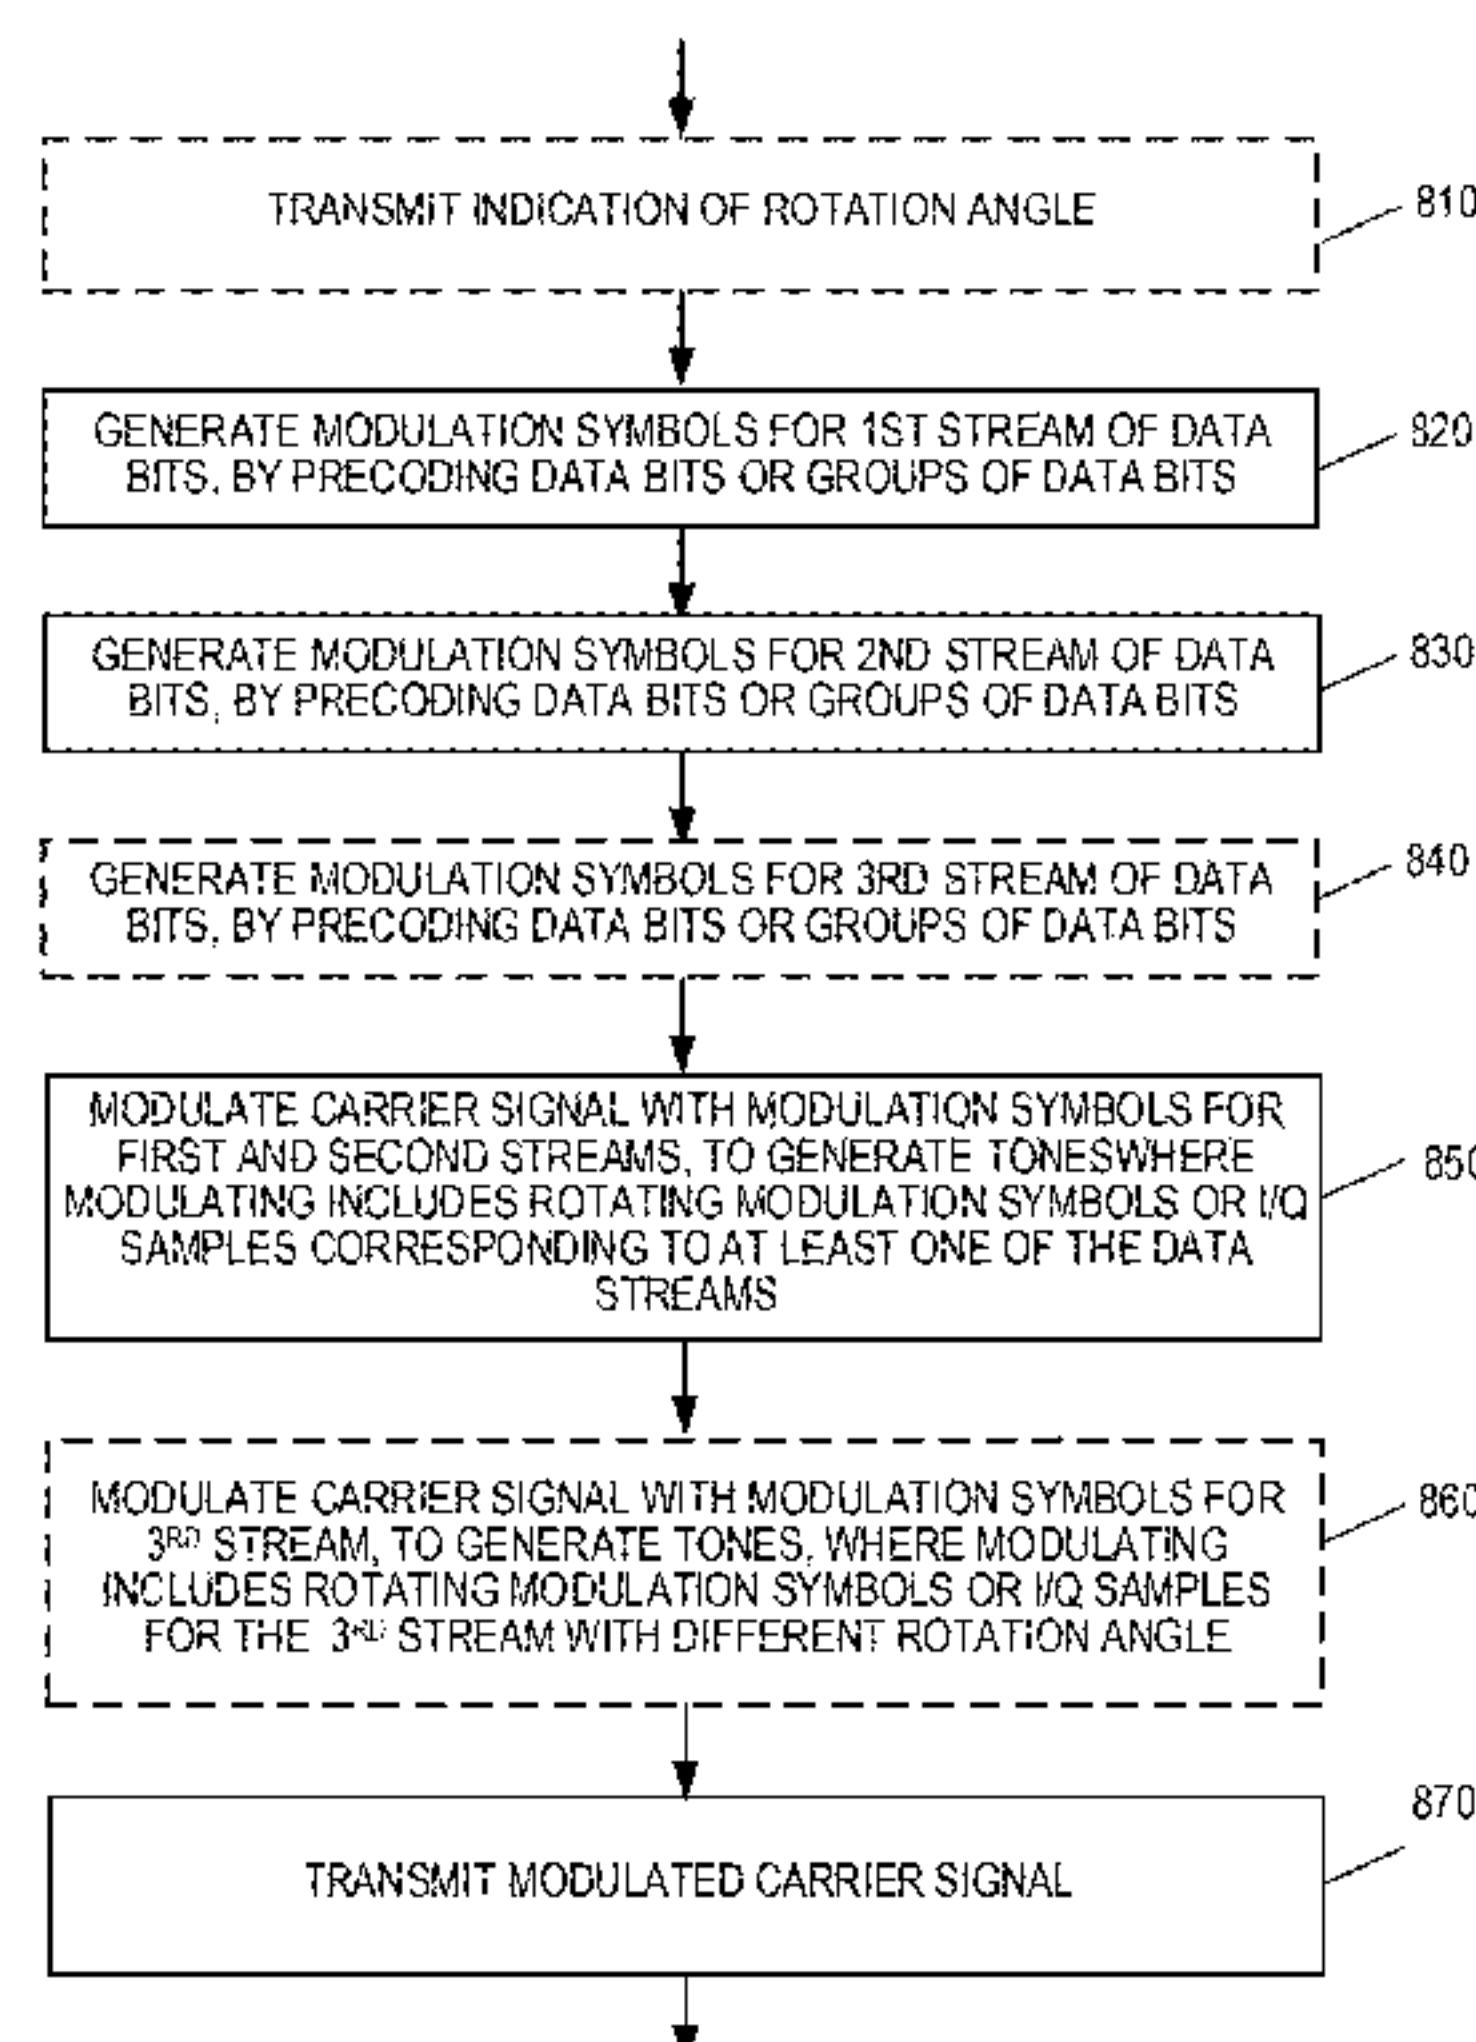 TRANSMIT INDICATION OF ROTATION ANGLE
810
GENERATE MODULATION SYMBOLS FOR 1ST STREAM OF DATA
BITS, BY PRECODING DATA BITS OR GROUPS OF DATA BITS
820
GENERATE MODULATION SYMBOLS FOR 2ND STREAM OF DATA
BITS, BY PRECODING DATA BITS OR GROUPS OF DATA BITS
830
GENERATE MODULATION SYMBOLS FOR 3RD STREAM OF DATA
BITS, BY PRECODING DATA BITS OR GROUPS OF DATA BITS
840
MODULATE CARRIER SIGNAL WITH MODULATION SYMBOLS FOR
FIRST AND SECOND STREAMS, TO GENERATE TONESWHERE
MODULATING INCLUDES ROTATING MODULATION SYMBOLS OR I/Q
SAMPLES CORRESPONDING TO AT LEAST ONE OF THE DATA
STREAMS
850
MODULATE CARRIER SIGNAL WITH MODULATION SYMBOLS FOR
3RD STREAM, TO GENERATE TONES, WHERE MODULATING
INCLUDES ROTATING MODULATION SYMBOLS OR I/Q SAMPLES
FOR THE 3RD STREAM WITH DIFFERENT ROTATION ANGLE
860
TRANSMIT MODULATED CARRIER SIGNAL
870